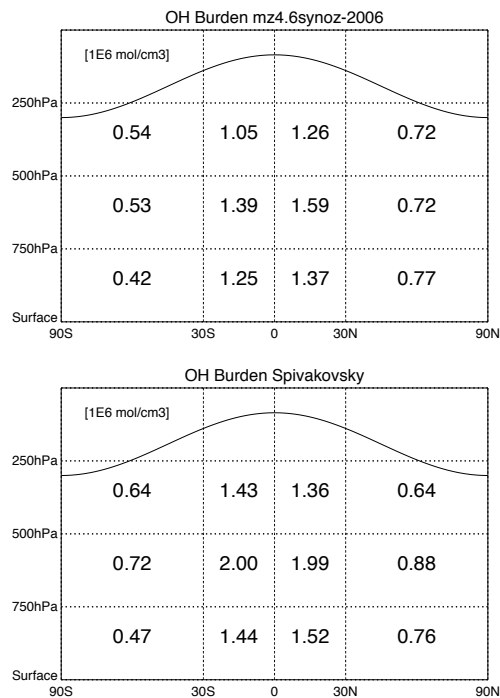 OH Burden mz4.6synoz-2006
[1E6 mol/cm3]
250hPa
0.54 1.05 1.26 0.72
500hPa
0.53 1.39 1.59 0.72
750hPa
0.42 1.25 1.37 0.77
Surface
90S 30S 0 30N 90N
OH Burden Spivakovsky
[1E6 mol/cm3]
250hPa
0.64 1.43 1.36 0.64
500hPa
0.72 2.00 1.99 0.88
750hPa
0.47 1.44 1.52 0.76
Surface
90S 30S 0 30N 90N